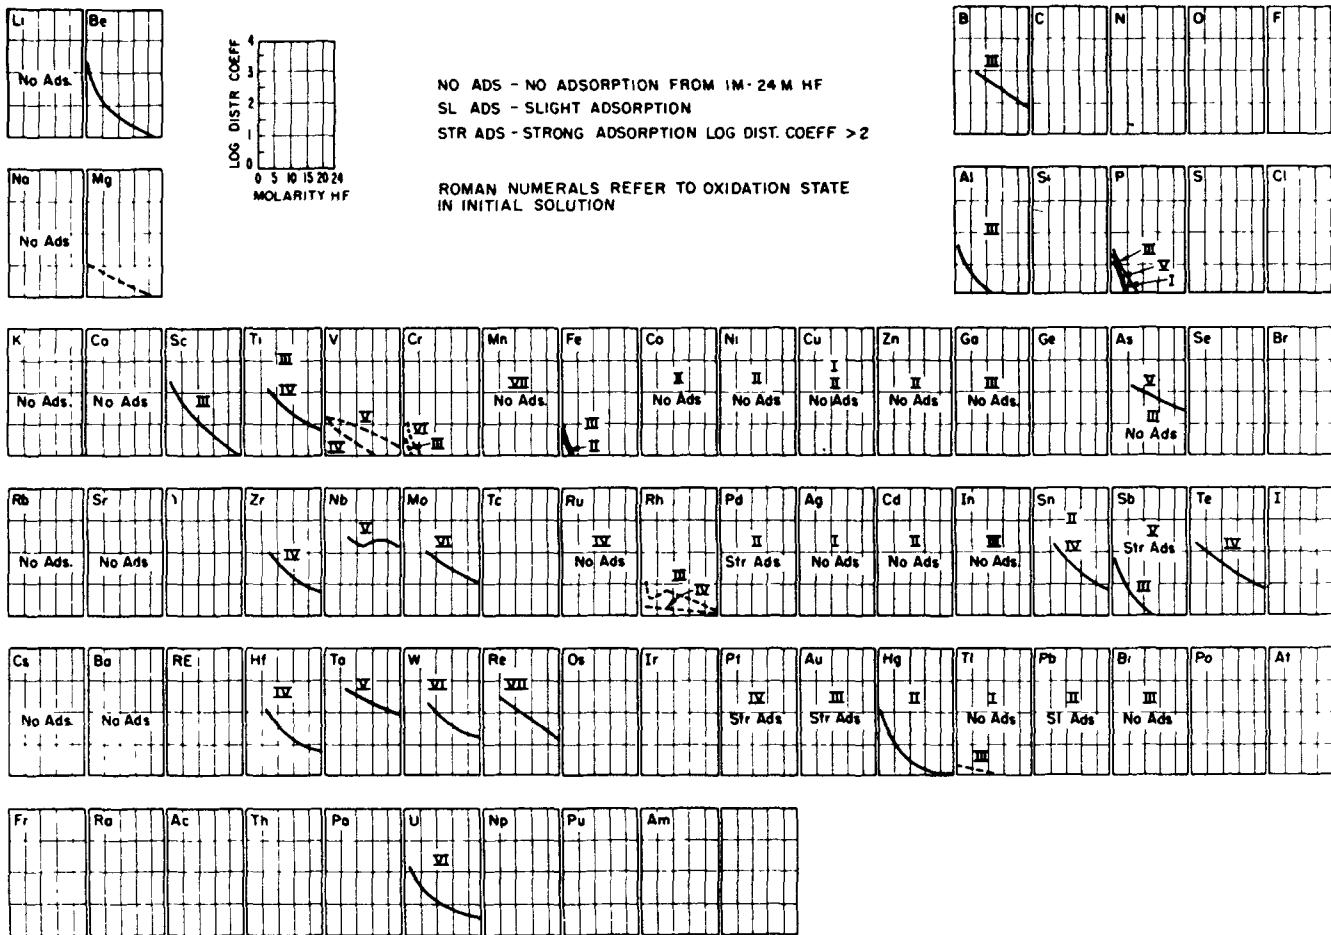 Li Be B C N O F
No Ads.
III
LOG DISTR COEFF
4
3
2
1
0
0 5 10 15 20 24
MOLARITY HF
NO ADS - NO ADSORPTION FROM 1M-24M HF
SL ADS - SLIGHT ADSORPTION
STR ADS - STRONG ADSORPTION LOG DIST. COEFF >2
ROMAN NUMERALS REFER TO OXIDATION STATE
IN INITIAL SOLUTION
Na Mg Al Si P S Cl
No Ads
III
III
V
I
K Ca Sc Ti V Cr Mn Fe Co Ni Cu Zn Ga Ge As Se Br
No Ads.
No Ads
III
III
IV
V
IV
VI
III
VII
No Ads.
III
II
II
No Ads
II
No Ads
I
II
No Ads
II
No Ads
III
No Ads.
V
III
No Ads
Rb Sr Zr Nb Mo Tc Ru Rh Pd Ag Cd In Sn Sb Te I
No Ads.
No Ads
IV
V
VI
IV
No Ads
III
IV
II
Str Ads
I
No Ads
II
No Ads
III
No Ads.
II
IV
V
Str Ads
III
IV
Cs Ba RE Hf Ta W Re Os Ir Pt Au Hg Tl Pb Bi Po At
No Ads.
No Ads
IV
V
VI
VII
IV
Str Ads
III
Str Ads
II
I
No Ads
III
II
Sl Ads
III
No Ads
Fr Ra Ac Th Pa U Np Pu Am
VI